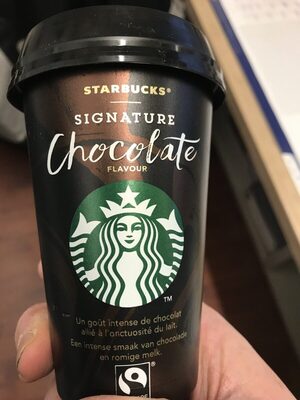 STARBUCKS®
SIGNATURE
Chocolate
FLAVOUR
TM
Un goût intense de chocolat
allié à l'onctuosité du lait.
Een intense smaak van chocolade
en romige melk.
®